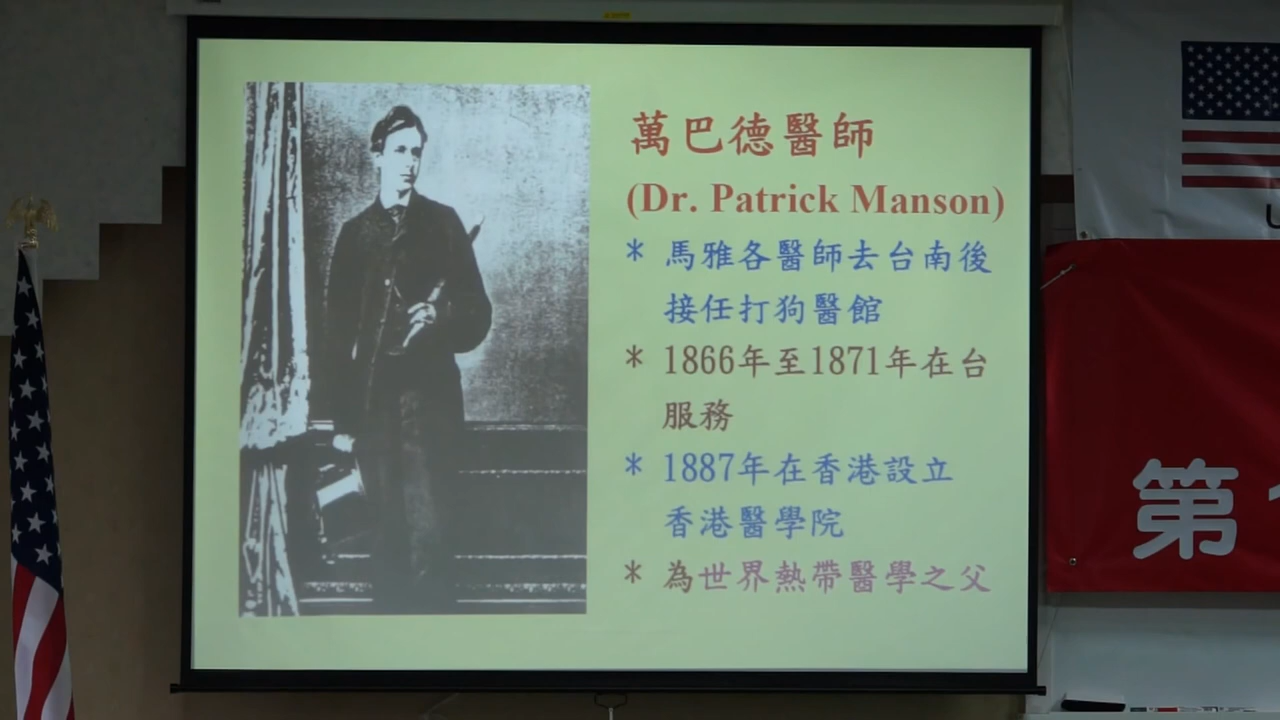 萬巴德醫師
(Dr. Patrick Manson)
* 馬雅各醫師去台南後
接任打狗醫館
* 1866年至1871年在台
服務
* 1887年在香港設立
香港醫學院
* 為世界熱帶醫學之父
U
第